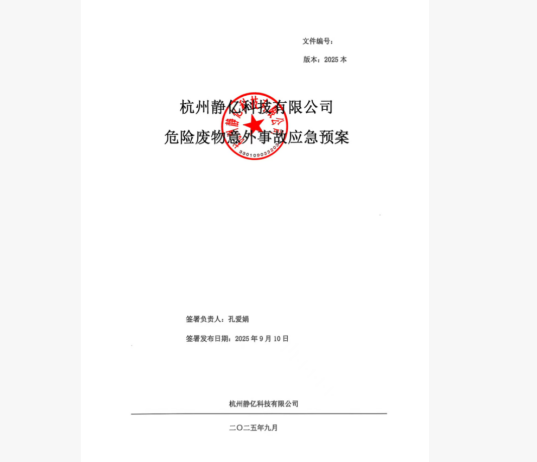 文件编号：
版本：2025 本
杭州静亿科技有限公司
危险废物意外事故应急预案
签署负责人：孔爱娟
签署发布日期：2025 年 9 月 10 日
杭州静亿科技有限公司
二〇二五年九月